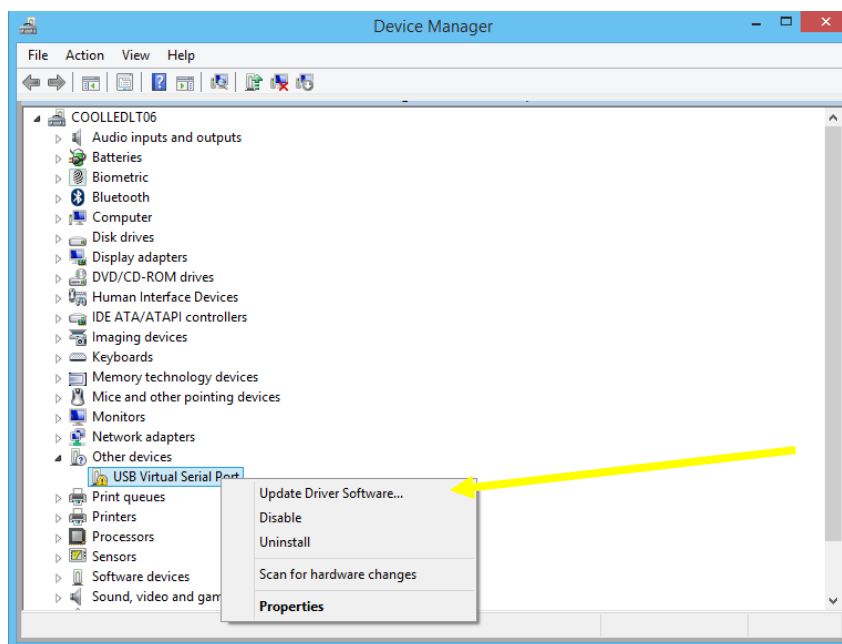 Device Manager
File Action View Help
COOLLEDLT06
Audio inputs and outputs
Batteries
Biometric
Bluetooth
Computer
Disk drives
Display adapters
DVD/CD-ROM drives
Human Interface Devices
IDE ATA/ATAPI controllers
Imaging devices
Keyboards
Memory technology devices
Mice and other pointing devices
Monitors
Network adapters
Other devices
USB Virtual Serial Port
Print queues
Printers
Processors
Sensors
Software devices
Sound, video and gam
Update Driver Software...
Disable
Uninstall
Scan for hardware changes
Properties